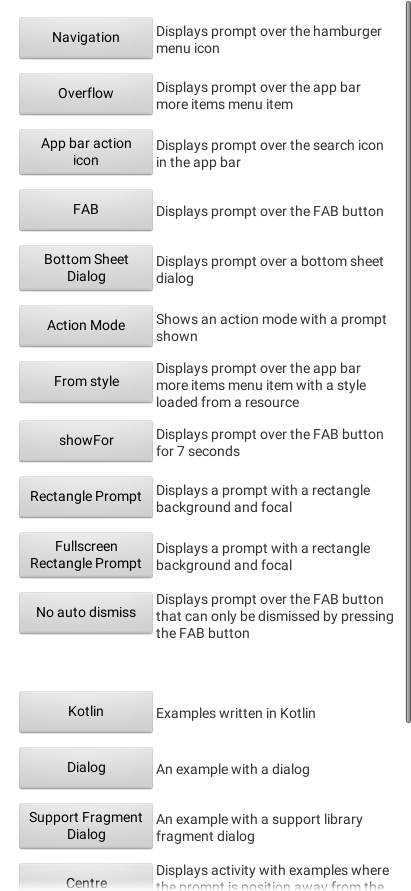 Navigation
Displays prompt over the hamburger
menu icon
Overflow
Displays prompt over the app bar
more items menu item
App bar action
icon
Displays prompt over the search icon
in the app bar
FAB
Displays prompt over the FAB button
Bottom Sheet
Dialog
Displays prompt over a bottom sheet
dialog
Action Mode
Shows an action mode with a prompt
shown
From style
Displays prompt over the app bar
more items menu item with a style
loaded from a resource
showFor
Displays prompt over the FAB button
for 7 seconds
Rectangle Prompt
Displays a prompt with a rectangle
background and focal
Fullscreen
Rectangle Prompt
Displays a prompt with a rectangle
background and focal
No auto dismiss
Displays prompt over the FAB button
that can only be dismissed by pressing
the FAB button
Kotlin
Examples written in Kotlin
Dialog
An example with a dialog
Support Fragment
Dialog
An example with a support library
fragment dialog
Centre
Displays activity with examples where
the prompt is position away from the